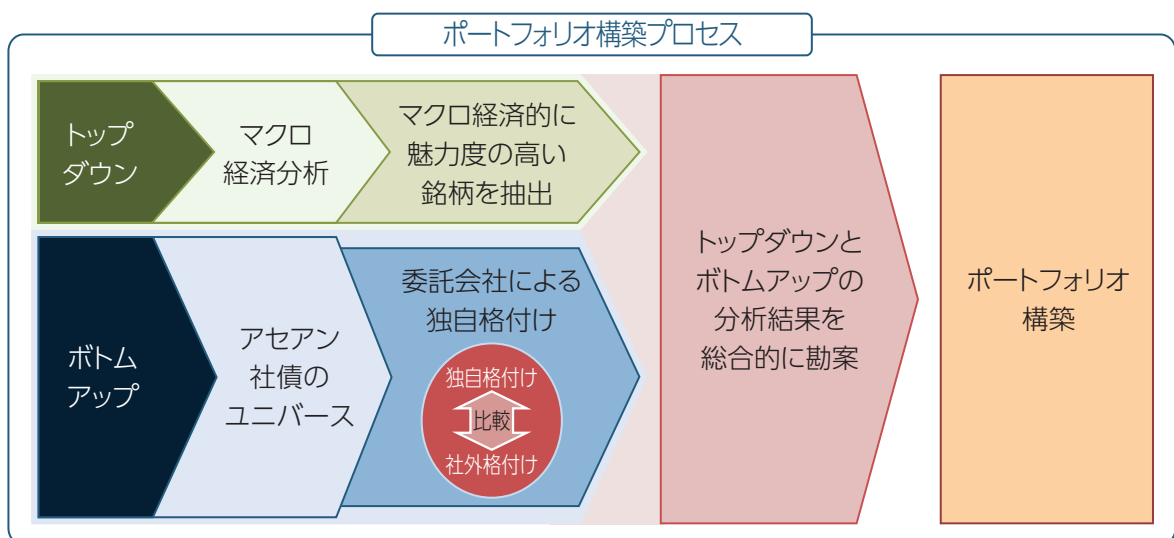 ポートフォリオ構築プロセス
トップ
ダウン
マクロ
経済分析
マクロ経済的に
魅力度の高い
銘柄を抽出
ボトム
アップ
アセアン
社債の
ユニバース
委託会社による
独自格付け
独自格付け
比較
社外格付け
トップダウンと
ボトムアップの
分析結果を
総合的に勘案
ポートフォリオ
構築